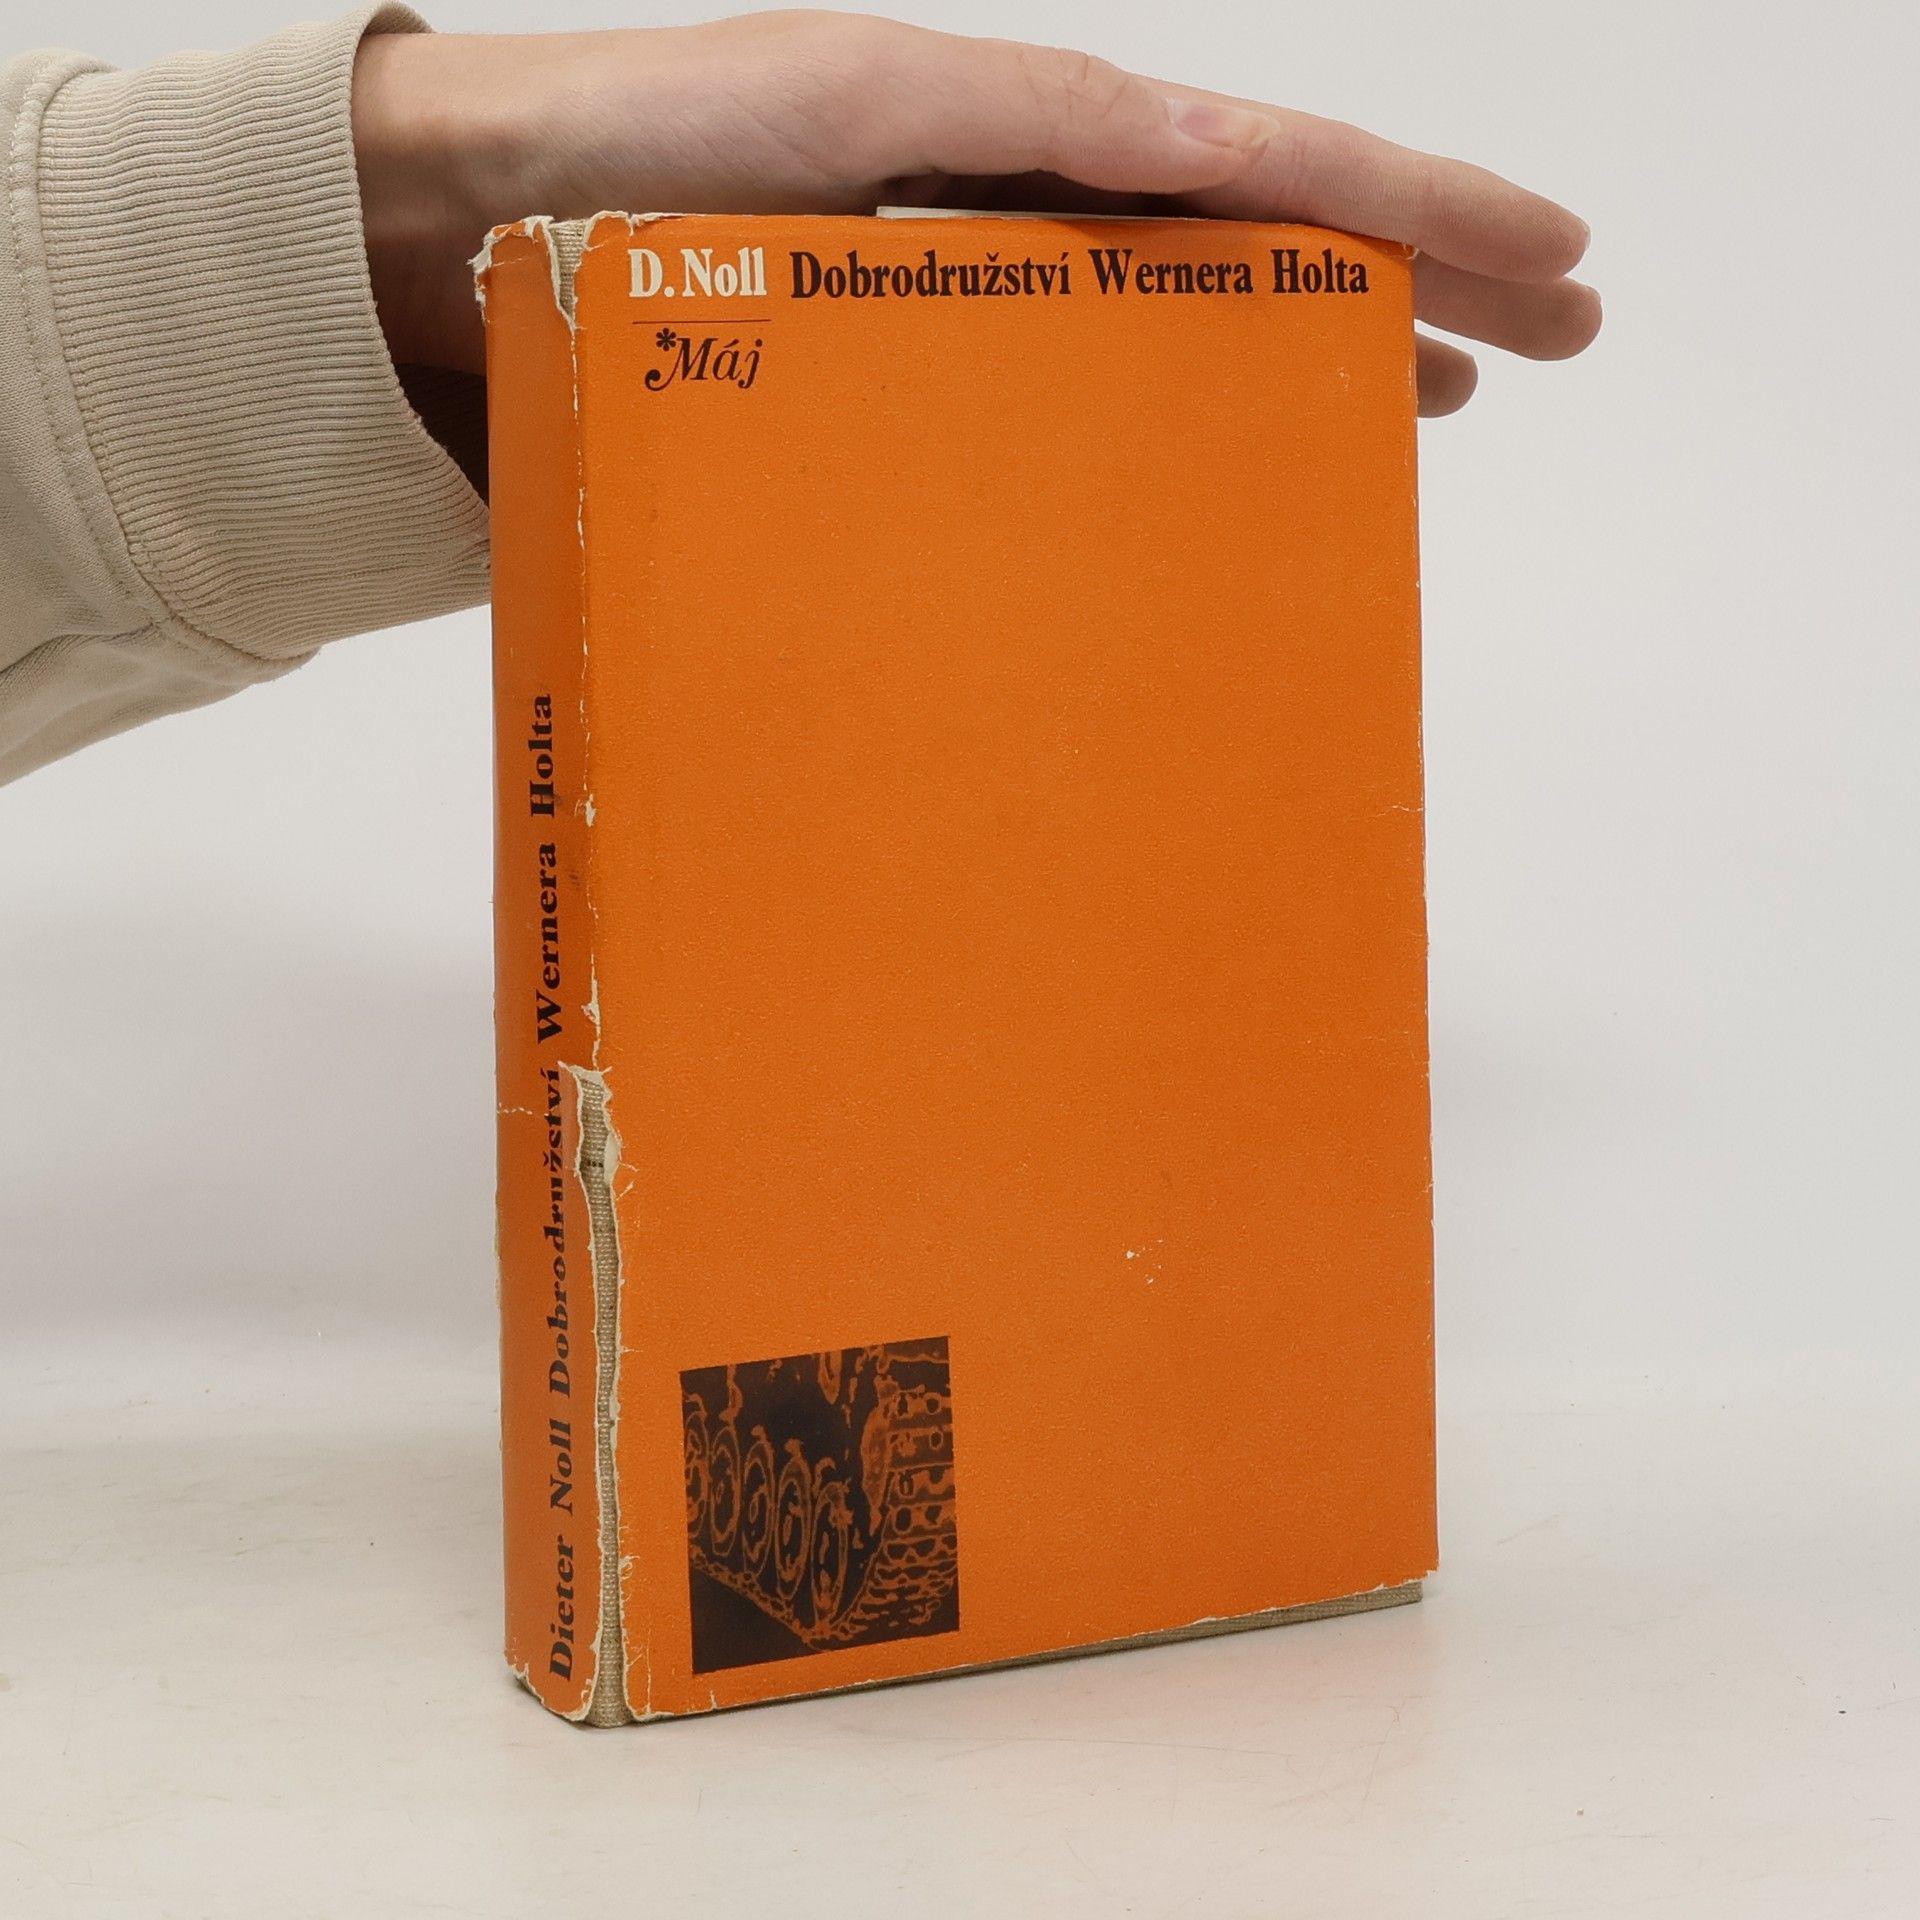 D. Noll Dobrodružství Wernera Holta
*Máj
Dieter Noll Dobrodružství Wernera Holta